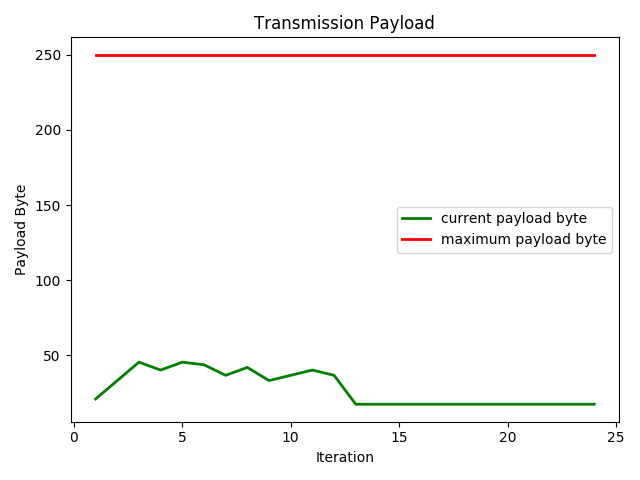 Transmission Payload
250
200
150
100
50
Payload Byte
current payload byte
maximum payload byte
0 5 10 15 20 25
Iteration